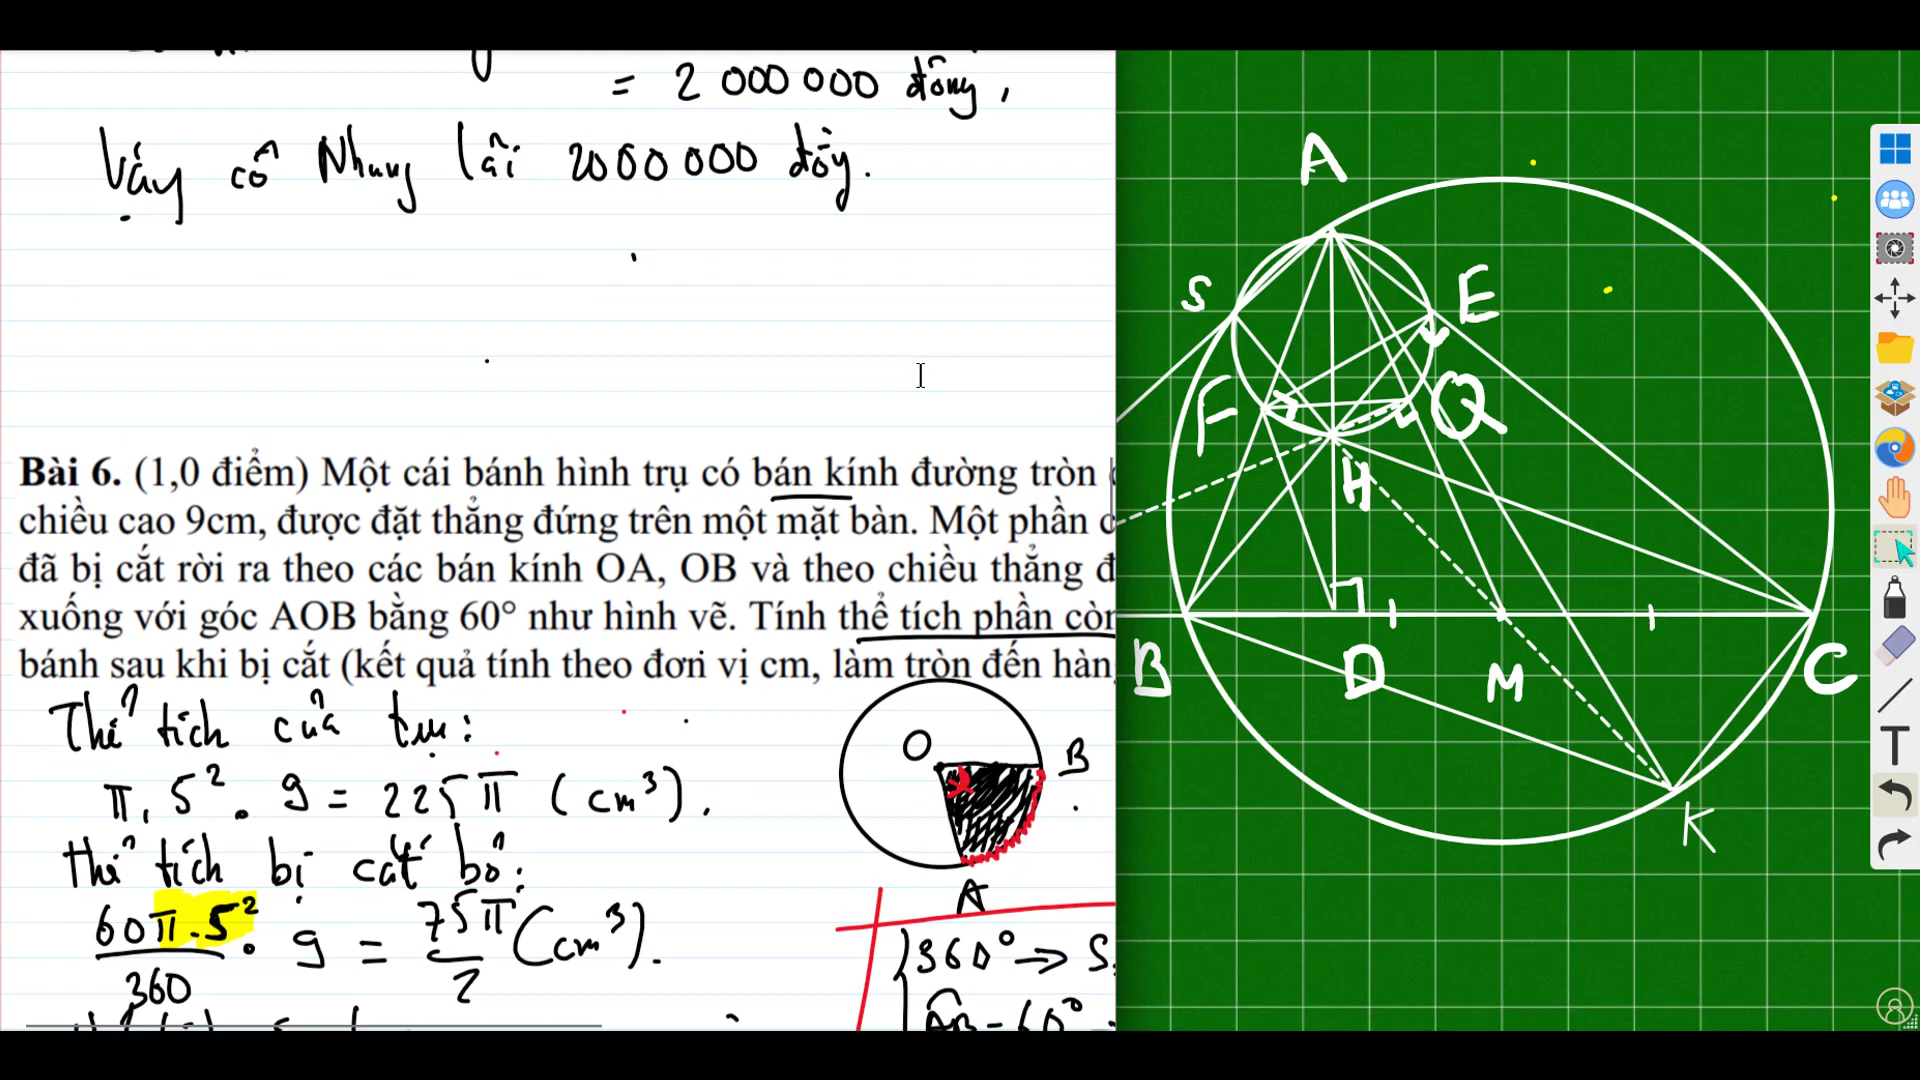 = 2 000 000 đồng,
Vậy cô Nhung lãi 2000 000 đồng.
Bài 6. (1,0 điểm) Một cái bánh hình trụ có bán kính đường tròn
chiều cao 9cm, được đặt thẳng đứng trên một mặt bàn. Một phần
đã bị cắt rời ra theo các bán kính OA, OB và theo chiều thẳng đ
xuống với góc AOB bằng 60° như hình vẽ. Tính thể tích phần còn
bánh sau khi bị cắt (kết quả tính theo đơn vị cm, làm tròn đến hàng
Thể tích của trụ:
π. 5². 9 = 225π (cm³).
Thể tích bị cắt bỏ:
60π.5²/360 . 9 = 75π/2 (cm³).
O
B
A
360° ⇒ S
AB = 60°
A
S
E
F
Q
H
B
D
M
C
K
T